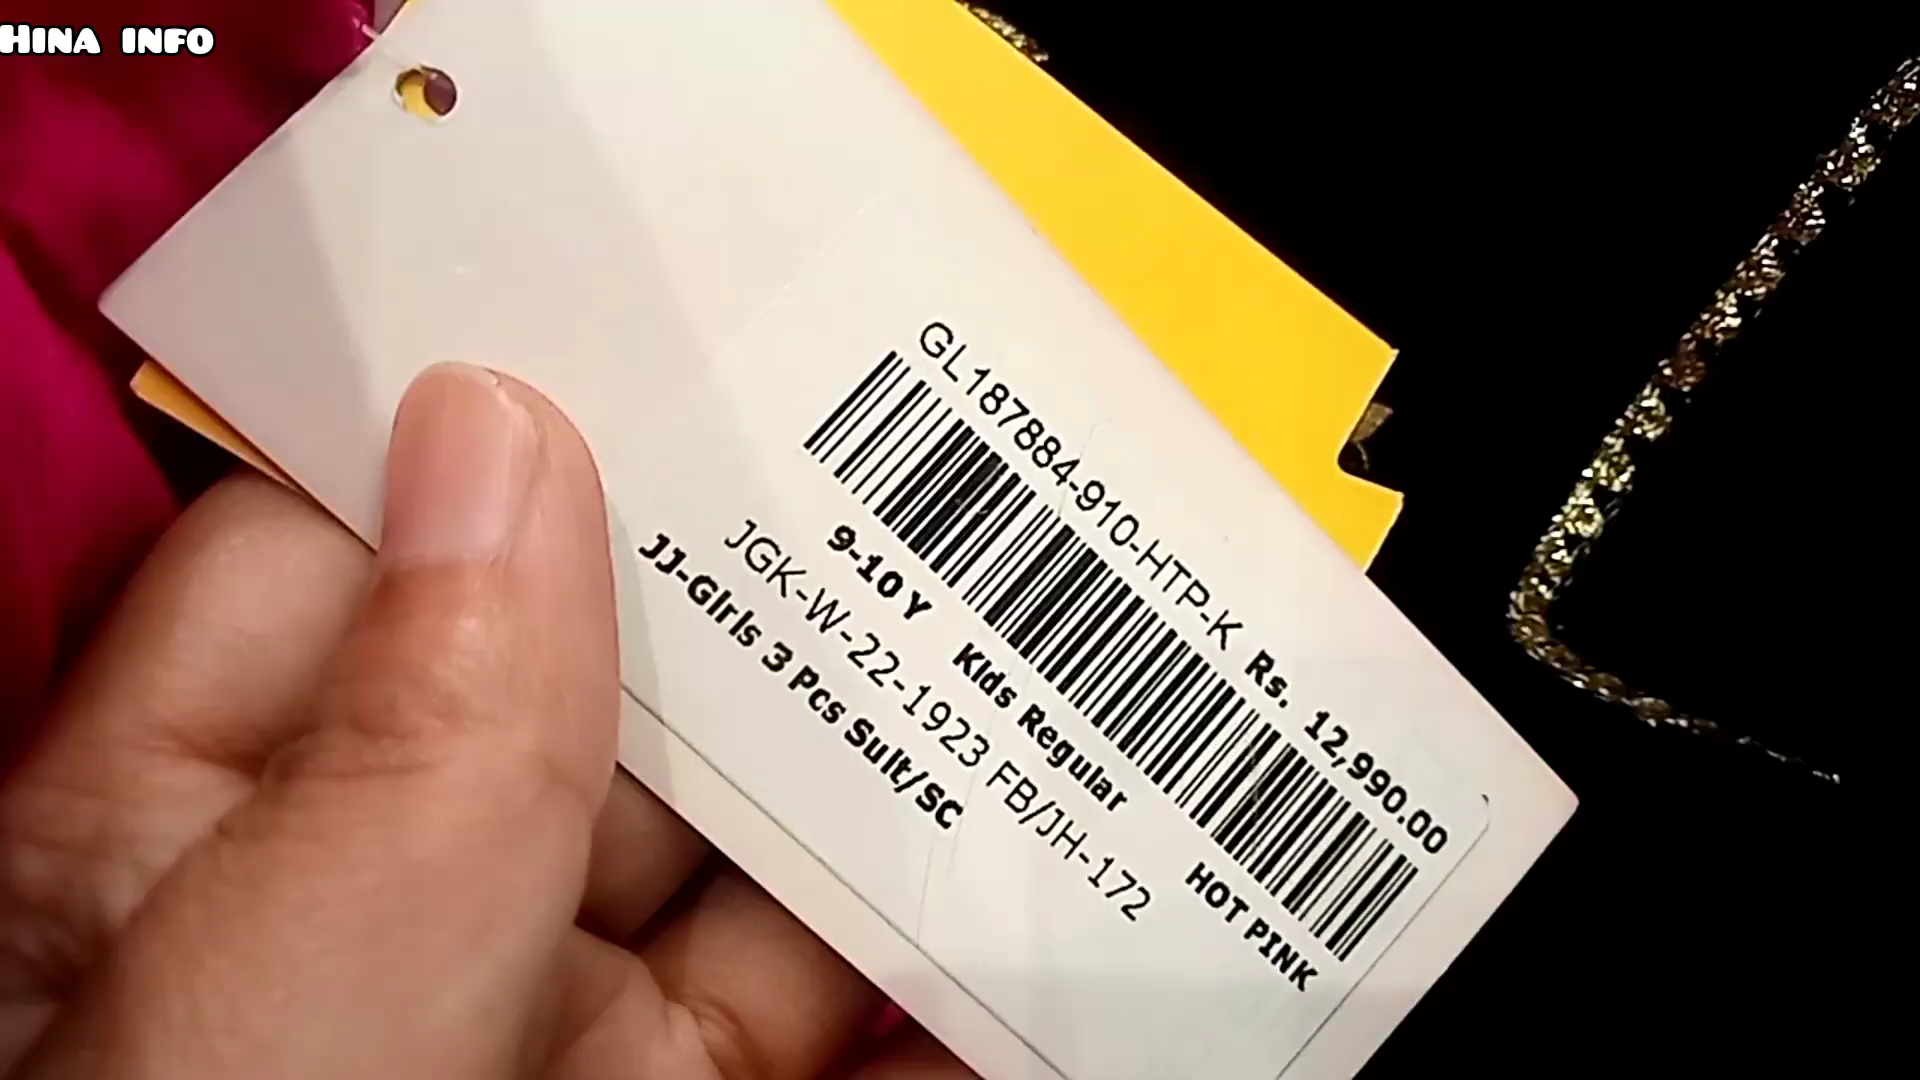 HINA INFO
GL187884-910-HTP-K Rs. 12,990.00
9-10 Y Kids Regular HOT PINK
JGK-W-22-1923 FB/JH-172
JJ-Girls 3 Pcs Suit/SC